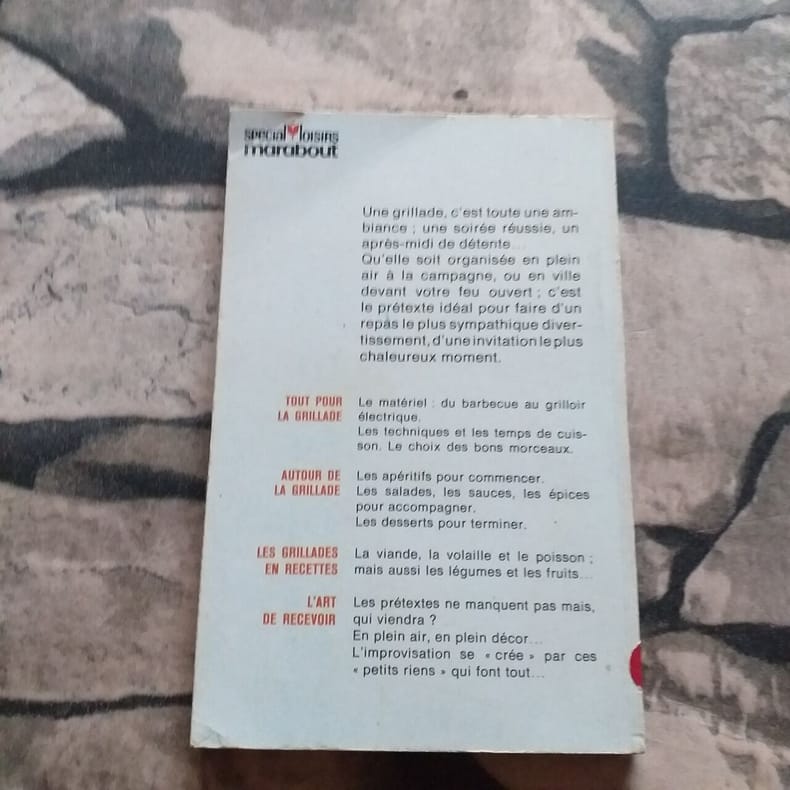 special loisirs
marabout
Une grillade, c'est toute une am-
biance ; une soirée réussie, un
après-midi de détente...
Qu'elle soit organisée en plein
air à la campagne, ou en ville
devant votre feu ouvert ; c'est
le prétexte idéal pour faire d'un
repas le plus sympathique diver-
tissement, d'une invitation le plus
chaleureux moment.
TOUT POUR
LA GRILLADE
Le matériel : du barbecue au grilloir
électrique.
Les techniques et les temps de cuis-
son. Le choix des bons morceaux.
AUTOUR DE
LA GRILLADE
Les apéritifs pour commencer.
Les salades, les sauces, les épices
pour accompagner.
Les desserts pour terminer.
LES GRILLADES
EN RECETTES
La viande, la volaille et le poisson ;
mais aussi les légumes et les fruits...
L'ART
DE RECEVOIR
Les prétextes ne manquent pas mais,
qui viendra ?
En plein air, en plein décor...
L'improvisation se « crée » par ces
« petits riens » qui font tout...